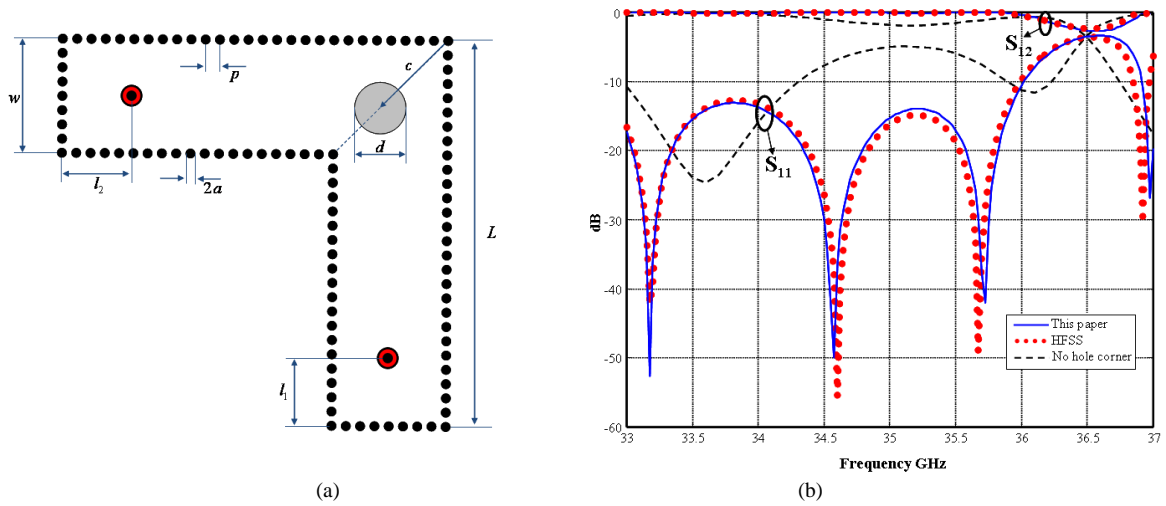 w
p
c
d
l₂
2a
L
l₁
(a)
0
-10
-20
-30
-40
-50
-60
dB
S₁₂
S₁₁
This paper
HFSS
No hole corner
33
33.5
34
34.5
35
35.5
36
36.5
37
Frequency GHz
(b)